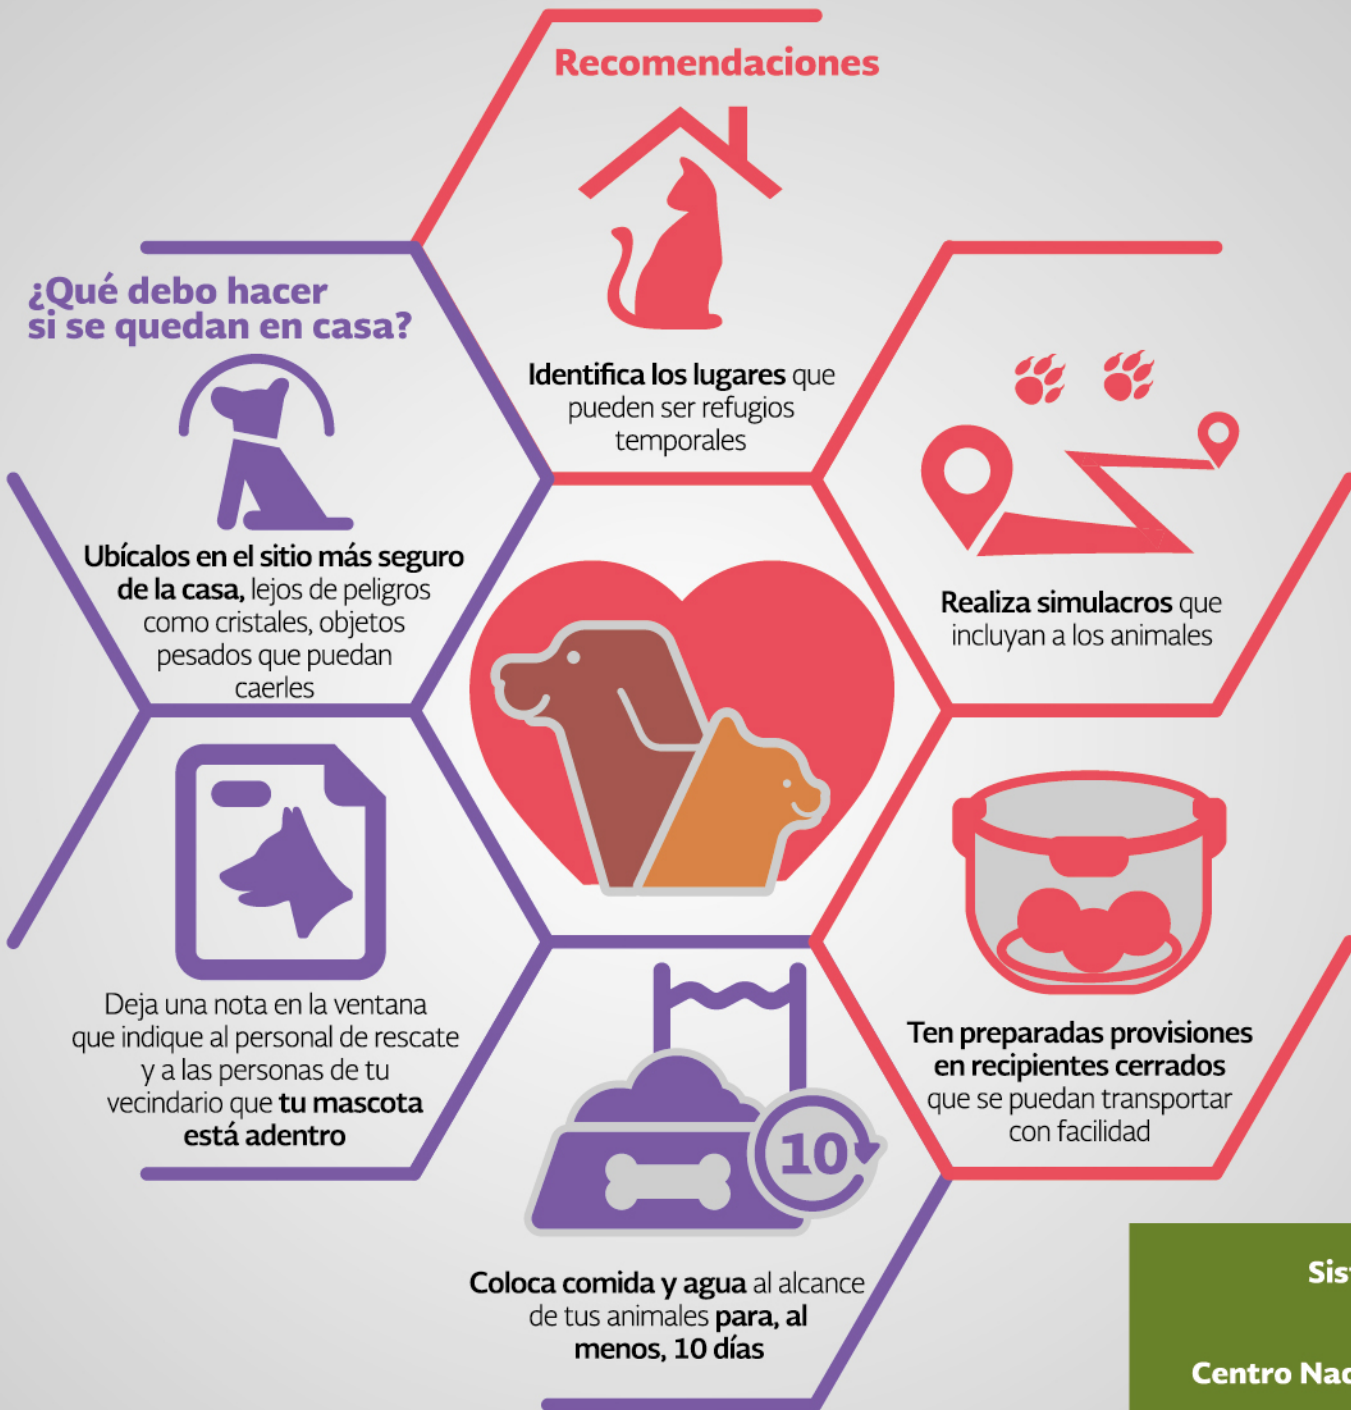 Recomendaciones
Identifica los lugares que
pueden ser refugios
temporales
Realiza simulacros que
incluyan a los animales
Ten preparadas provisiones
en recipientes cerrados
que se puedan transportar
con facilidad
¿Qué debo hacer
si se quedan en casa?
Ubícalos en el sitio más seguro
de la casa, lejos de peligros
como cristales, objetos
pesados que puedan
caerles
Deja una nota en la ventana
que indique al personal de rescate
y a las personas de tu
vecindario que tu mascota
está adentro
10
Coloca comida y agua al alcance
de tus animales para, al
menos, 10 días
Centro